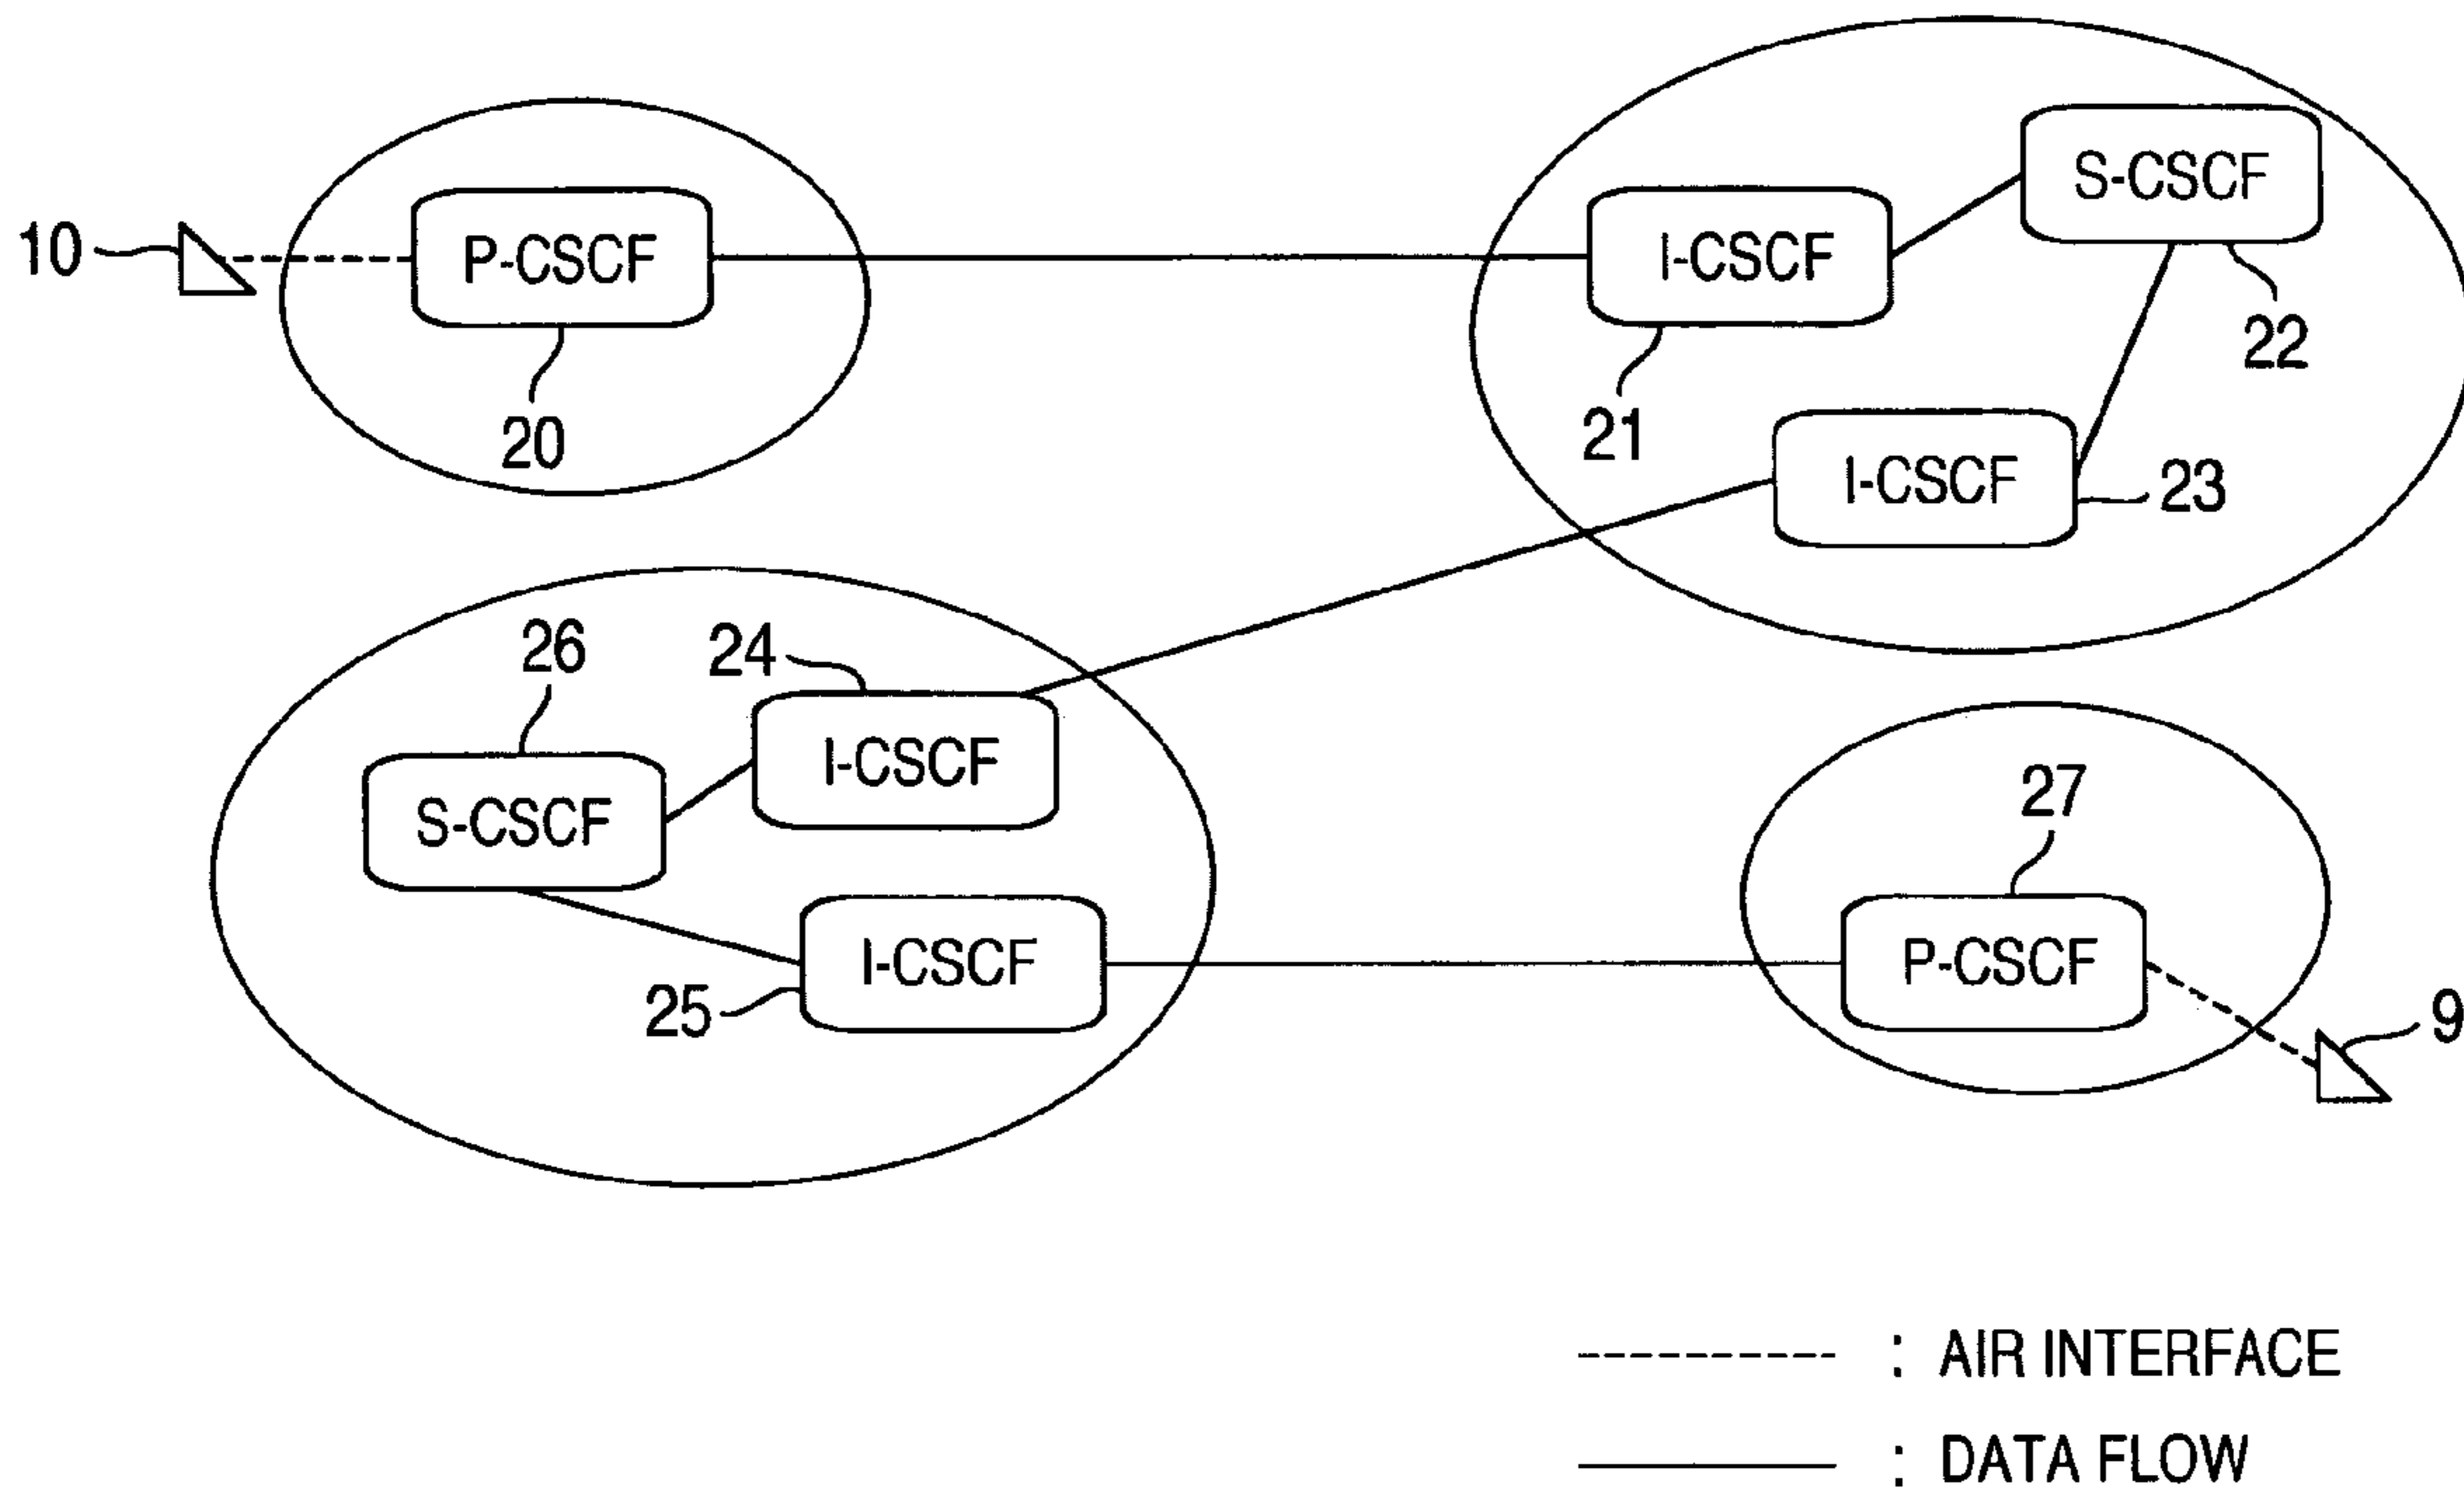 10
P-CSCF
20
I-CSCF
21
S-CSCF
22
I-CSCF
23
26
S-CSCF
24
I-CSCF
25
I-CSCF
27
P-CSCF
9
: AIR INTERFACE
: DATA FLOW